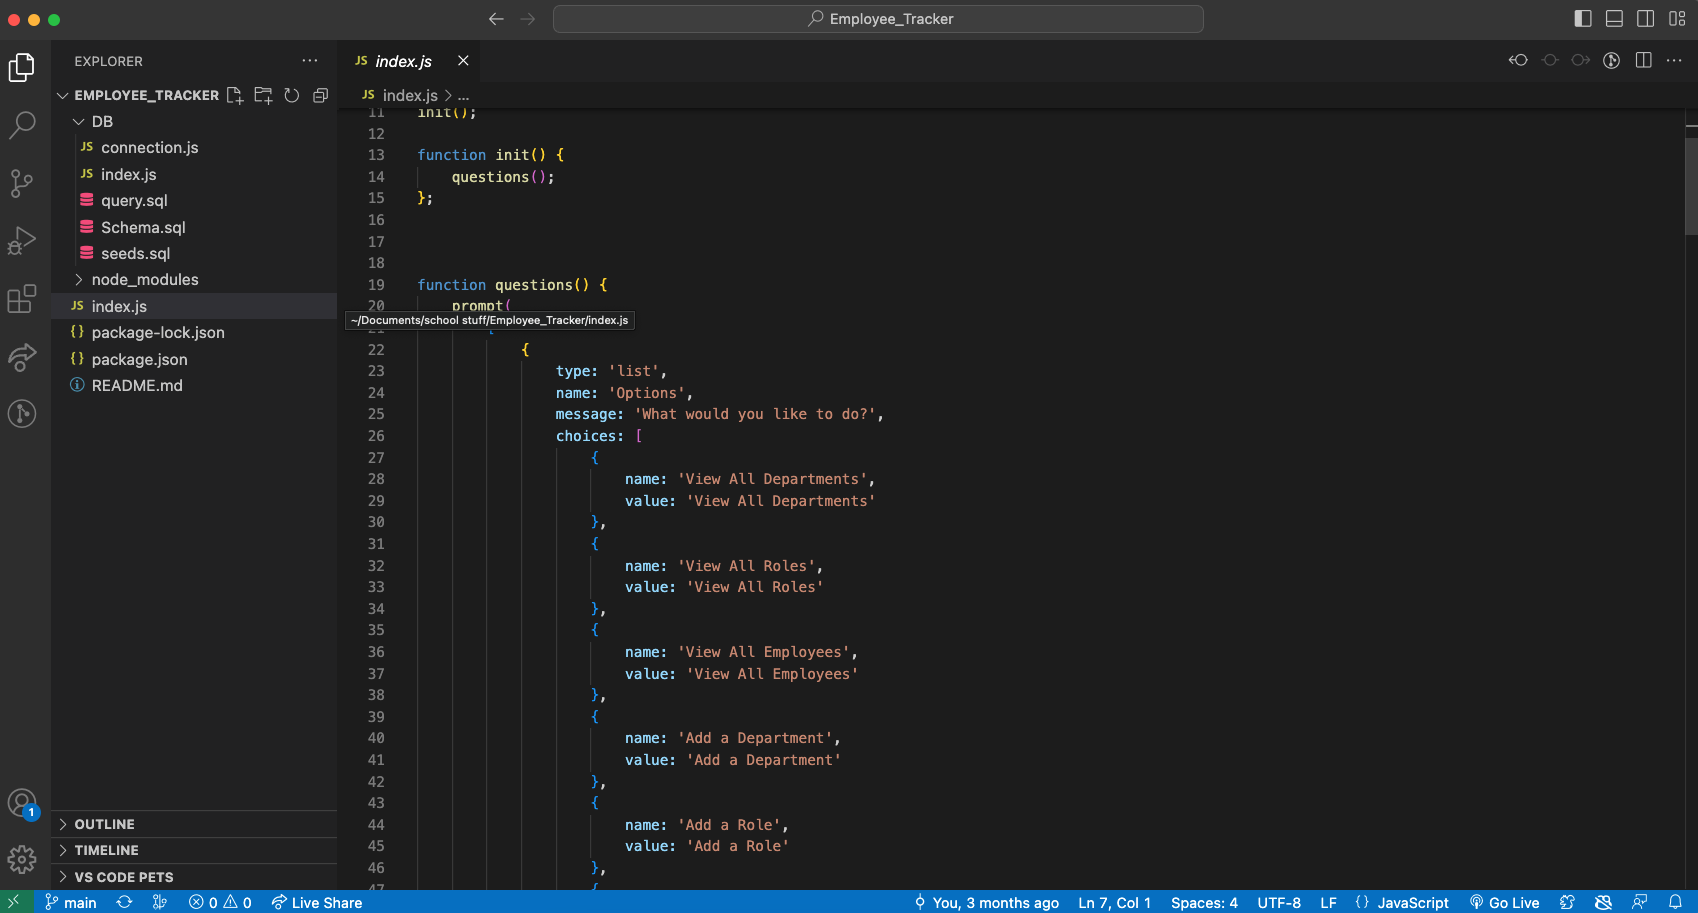 Employee_Tracker
EXPLORER
EMPLOYEE_TRACKER
DB
JS connection.js
JS index.js
query.sql
Schema.sql
seeds.sql
node_modules
JS index.js
{} package-lock.json
{} package.json
README.md
OUTLINE
TIMELINE
VS CODE PETS
1
JS index.js
JS index.js > ...
11 init();
12
13 function init() {
14 questions();
15 };
16
17
18
19 function questions() {
20 prompt(
~/Documents/school stuff/Employee_Tracker/index.js
21 [
22 {
23 type: 'list',
24 name: 'Options',
25 message: 'What would you like to do?',
26 choices: [
27 {
28 name: 'View All Departments',
29 value: 'View All Departments'
30 },
31 {
32 name: 'View All Roles',
33 value: 'View All Roles'
34 },
35 {
36 name: 'View All Employees',
37 value: 'View All Employees'
38 },
39 {
40 name: 'Add a Department',
41 value: 'Add a Department'
42 },
43 {
44 name: 'Add a Role',
45 value: 'Add a Role'
46 },
47 {
main 0 0 Live Share You, 3 months ago Ln 7, Col 1 Spaces: 4 UTF-8 LF {} JavaScript Go Live